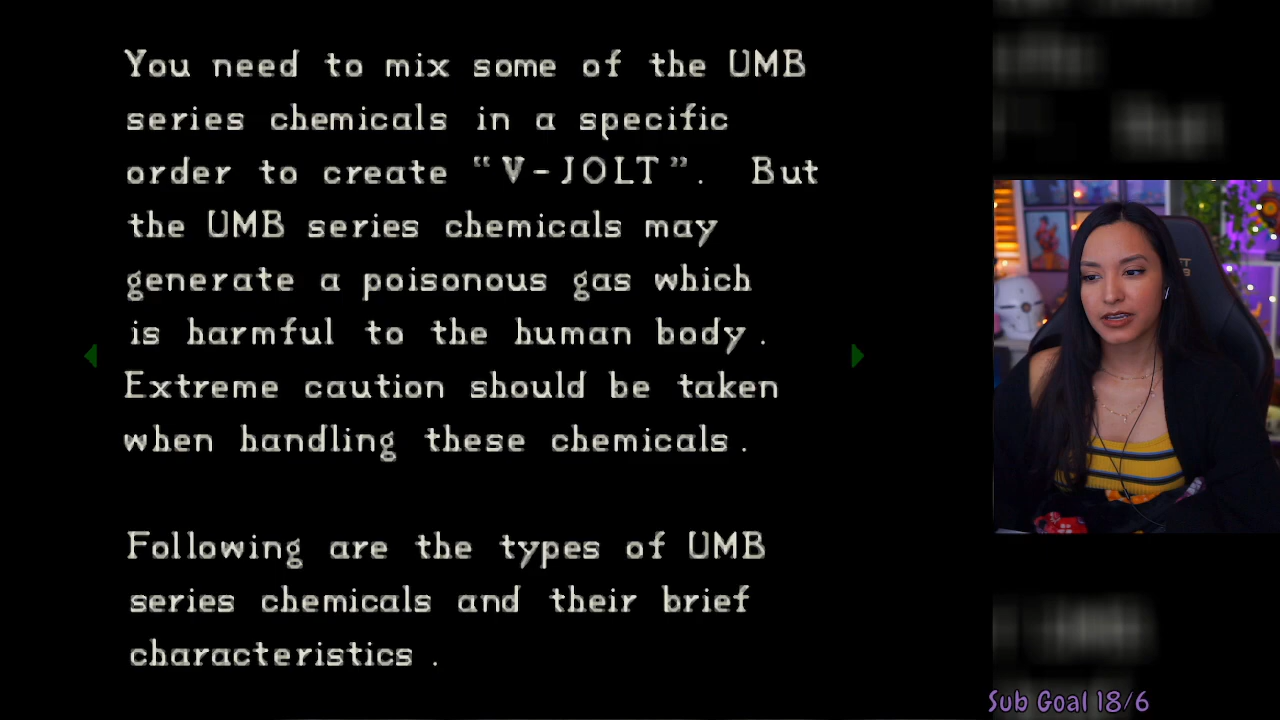 You need to mix some of the UMB
series chemicals in a specific
order to create "V-JOLT". But
the UMB series chemicals may
generate a poisonous gas which
is harmful to the human body.
Extreme caution should be taken
when handling these chemicals.
Following are the types of UMB
series chemicals and their brief
characteristics.
Sub Goal 18/6